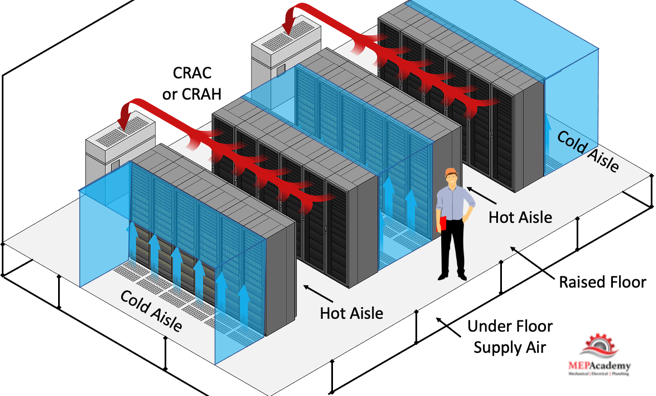 CRAC
or CRAH
Cold Aisle
Hot Aisle
Raised Floor
Cold Aisle
Hot Aisle
Under Floor
Supply Air
MEPAcademy
Mechanical | Electrical | Plumbing